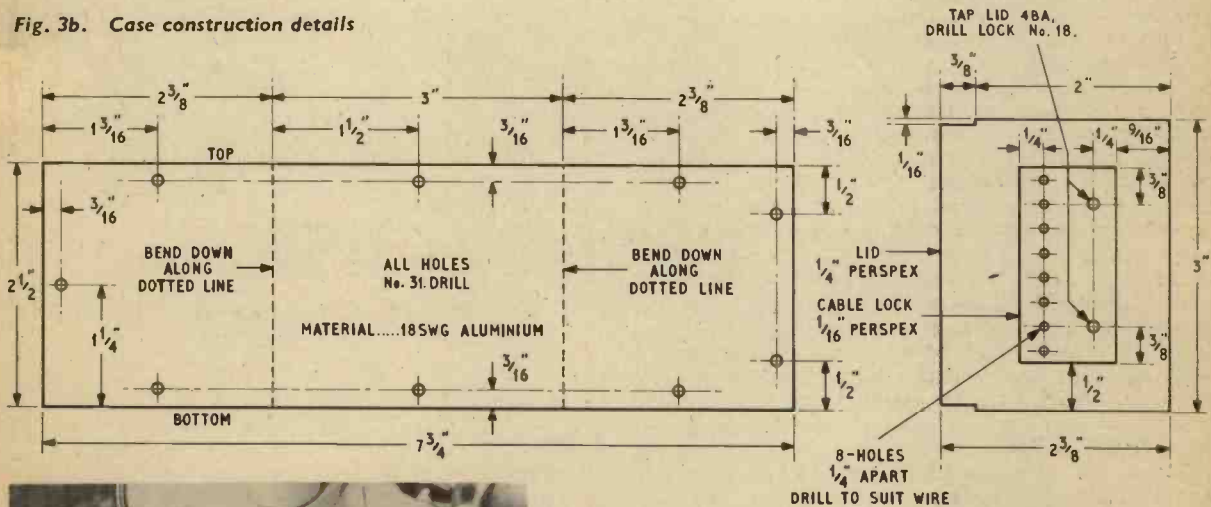 Fig. 3b. Case construction details
TAP LID 4BA,
DRILL LOCK No. 18.
2 3/8"
3"
2 3/8"
3/8"
2"
1 3/16"
1 1/2"
3/16"
1 3/16"
3/16"
1/16"
1/4"
1/4"
9/16"
TOP
3/16"
1/2"
3/8"
BEND DOWN
ALONG
DOTTED LINE
ALL HOLES
No. 31. DRILL
BEND DOWN
ALONG
DOTTED LINE
2 1/2"
1 1/4"
MATERIAL.....18SWG ALUMINIUM
3/16"
1/2"
BOTTOM
7 3/4"
LID
1/4" PERSPEX
CABLE LOCK
1/16" PERSPEX
3"
3/8"
1/2"
2 3/8"
8-HOLES
1/4" APART
DRILL TO SUIT WIRE